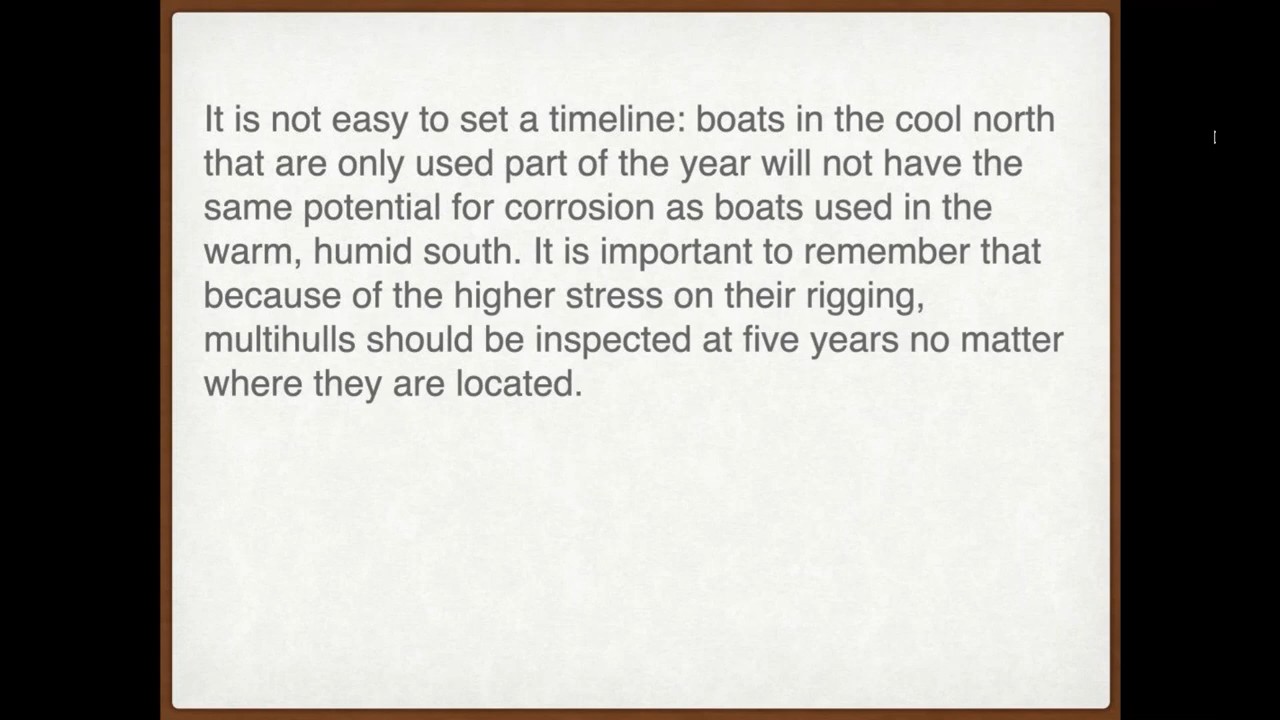 It is not easy to set a timeline: boats in the cool north
that are only used part of the year will not have the
same potential for corrosion as boats used in the
warm, humid south. It is important to remember that
because of the higher stress on their rigging,
multihulls should be inspected at five years no matter
where they are located.